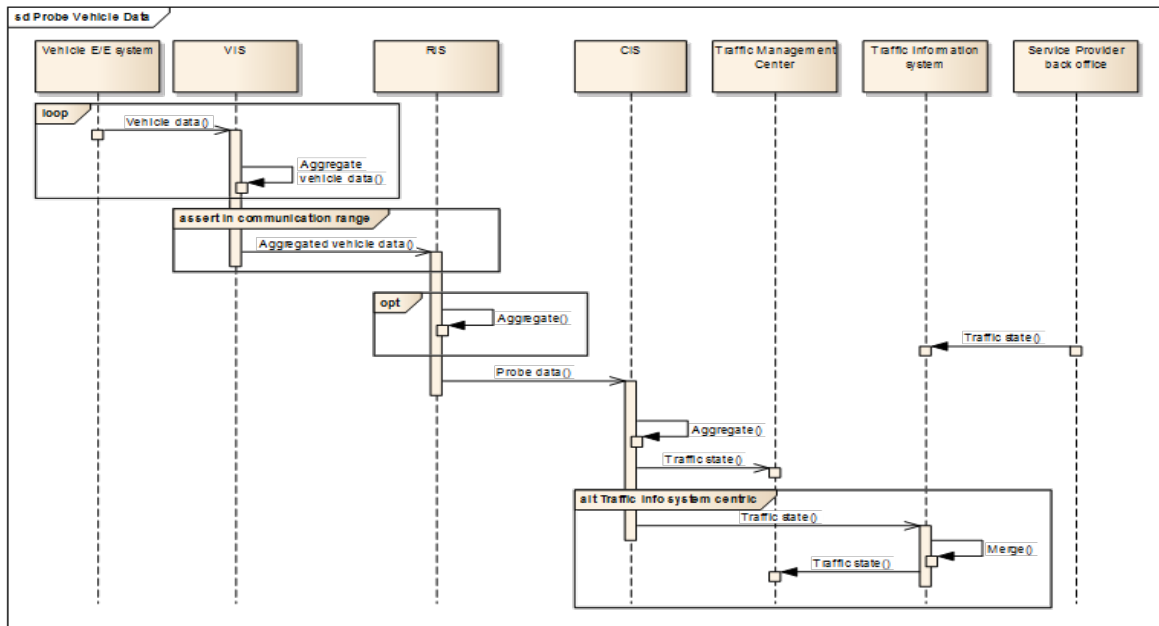 sd Probe Vehicle Data
Vehicle E/E system
VIS
RIS
CIS
Traffic Management
Center
Traffic Information
system
Service Provider
back office
loop
Vehicle data()
Aggregate
vehicle data()
assert in communication range
Aggregated vehicle data()
opt
Aggregate()
Traffic state()
Probe data()
Aggregate()
Traffic state()
alt Traffic info system centric
Traffic state()
Merge()
Traffic state()